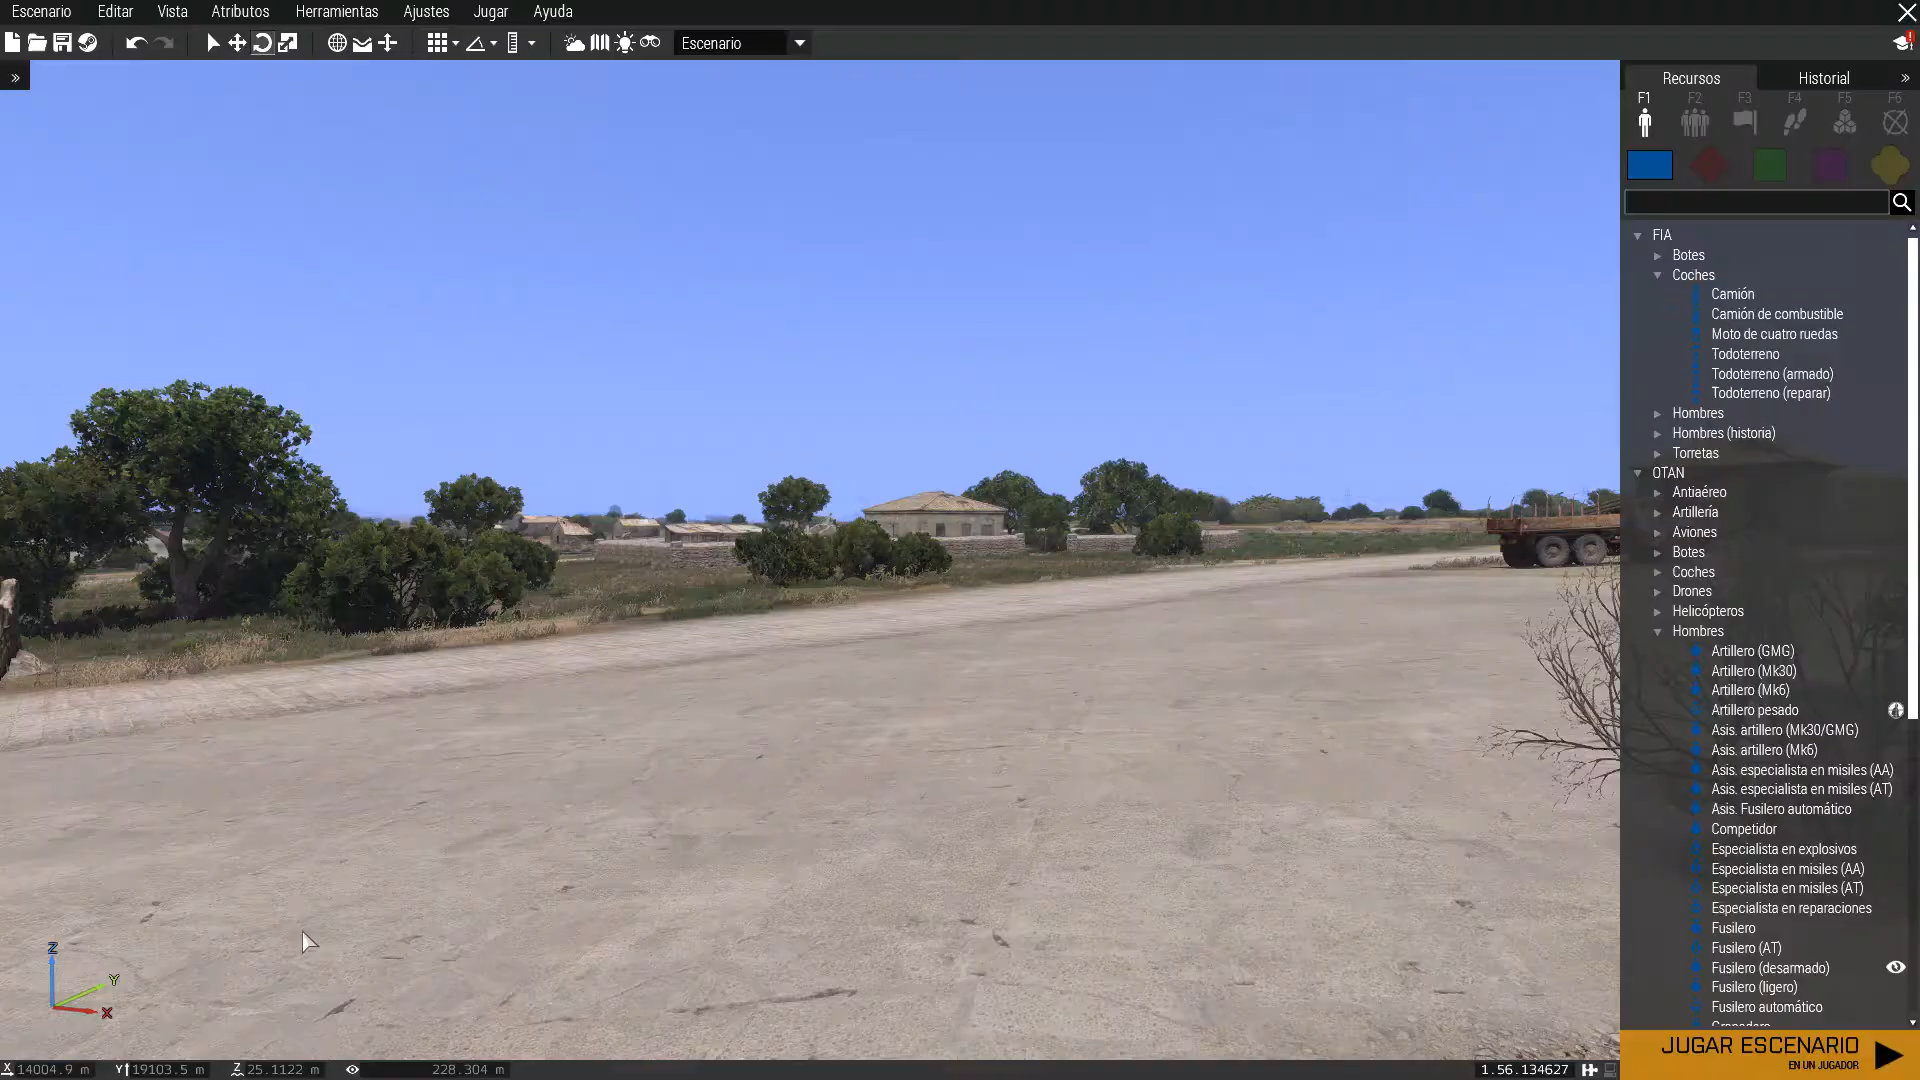 Escenario Editar Vista Atributos Herramientas Ajustes Jugar Ayuda
Escenario
Recursos Historial
F1 F2 F3 F4 F5 F6
FIA
Botes
Coches
Camión
Camión de combustible
Moto de cuatro ruedas
Todoterreno
Todoterreno (armado)
Todoterreno (reparar)
Hombres
Hombres (historia)
Torretas
OTAN
Antiaéreo
Artillería
Aviones
Botes
Coches
Drones
Helicópteros
Hombres
Artillero (GMG)
Artillero (Mk30)
Artillero (Mk6)
Artillero pesado
Asis. artillero (Mk30/GMG)
Asis. artillero (Mk6)
Asis. especialista en misiles (AA)
Asis. especialista en misiles (AT)
Asis. Fusilero automático
Competidor
Especialista en explosivos
Especialista en misiles (AA)
Especialista en misiles (AT)
Especialista en reparaciones
Fusilero
Fusilero (AT)
Fusilero (desarmado)
Fusilero (ligero)
Fusilero automático
Z
Y
X
JUGAR ESCENARIO
EN UN JUGADOR
X 14004.9 m Y 19103.5 m Z 25.1122 m 228.304 m 1.56.134627